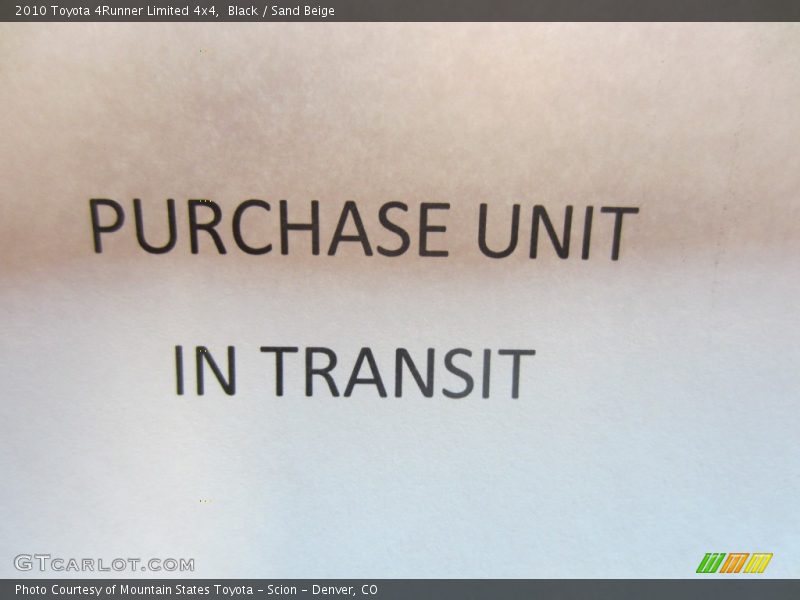 2010 Toyota 4Runner Limited 4x4,  Black / Sand Beige
PURCHASE UNIT
IN TRANSIT
GTCARLOT.COM
Photo Courtesy of Mountain States Toyota - Scion - Denver, CO